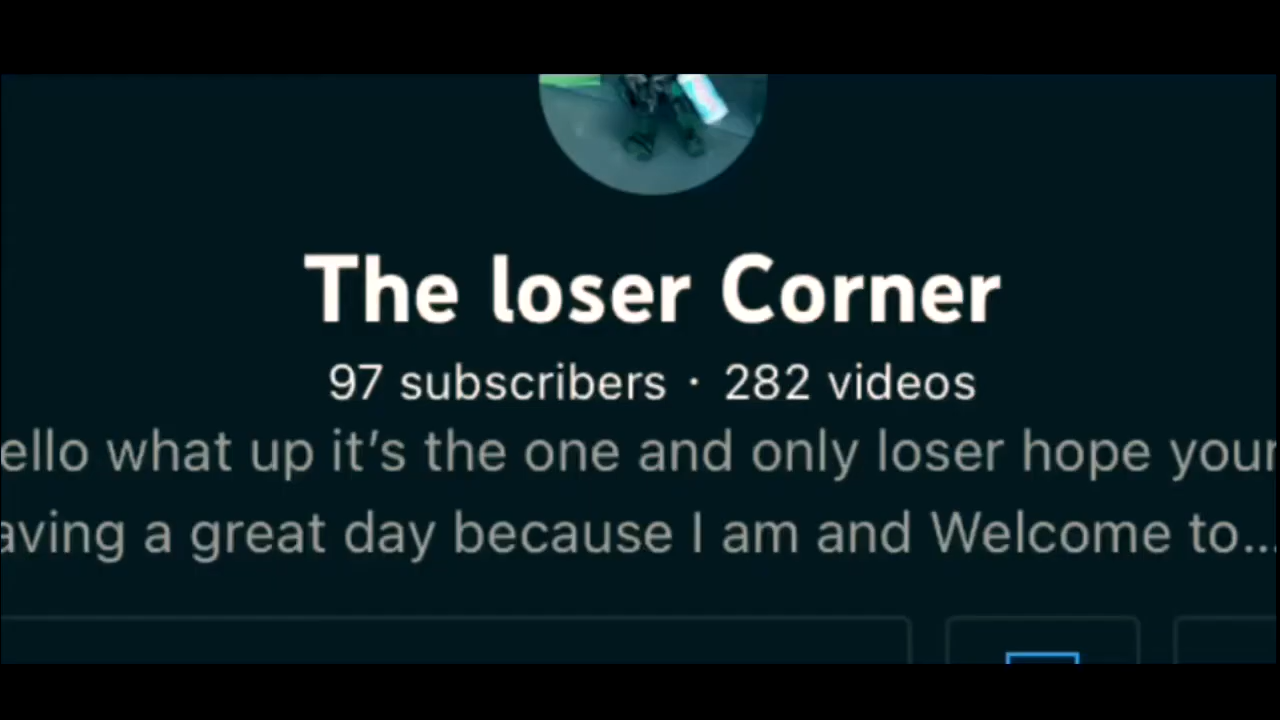 The loser Corner
97 subscribers · 282 videos
ello what up it’s the one and only loser hope your
aving a great day because I am and Welcome to...